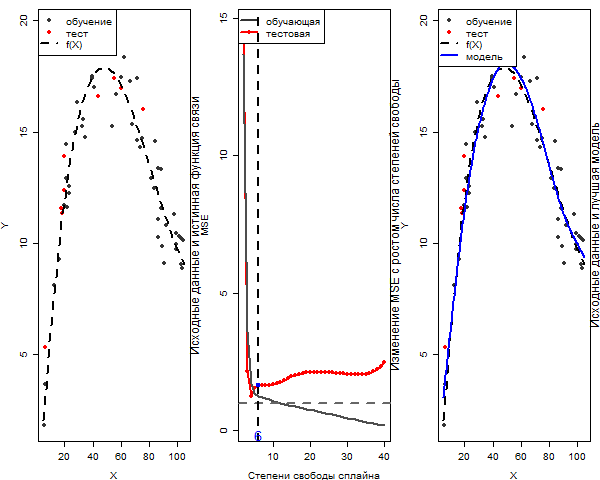 обучение
тест
f(X)
Y
5
10
15
20
20
40
60
80
100
X
Исходные данные и истинная функция связи
обучающая
тестовая
MSE
0
5
10
15
6
10
20
30
40
Степени свободы сплайна
Изменение MSE с ростом числа степеней свободы
обучение
тест
f(X)
модель
Y
5
10
15
20
20
40
60
80
100
X
Исходные данные и лучшая модель